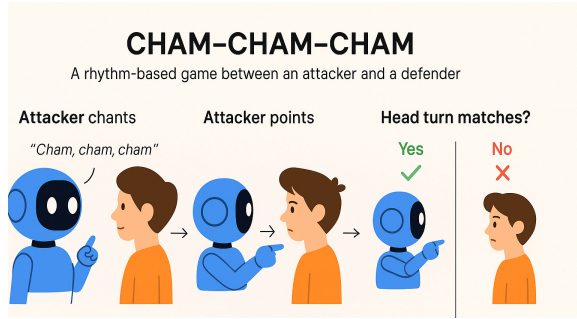 CHAM–CHAM–CHAM
A rhythm-based game between an attacker and a defender
Attacker chants
"Cham, cham, cham"
Attacker points
Head turn matches?
Yes
No